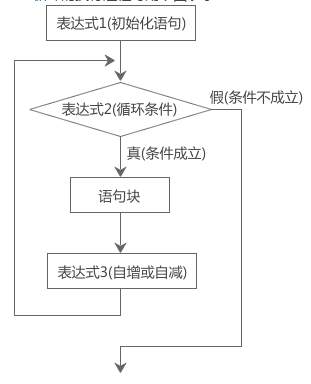 表达式1(初始化语句)
表达式2(循环条件)
假(条件不成立)
真(条件成立)
语句块
表达式3(自增或自减)